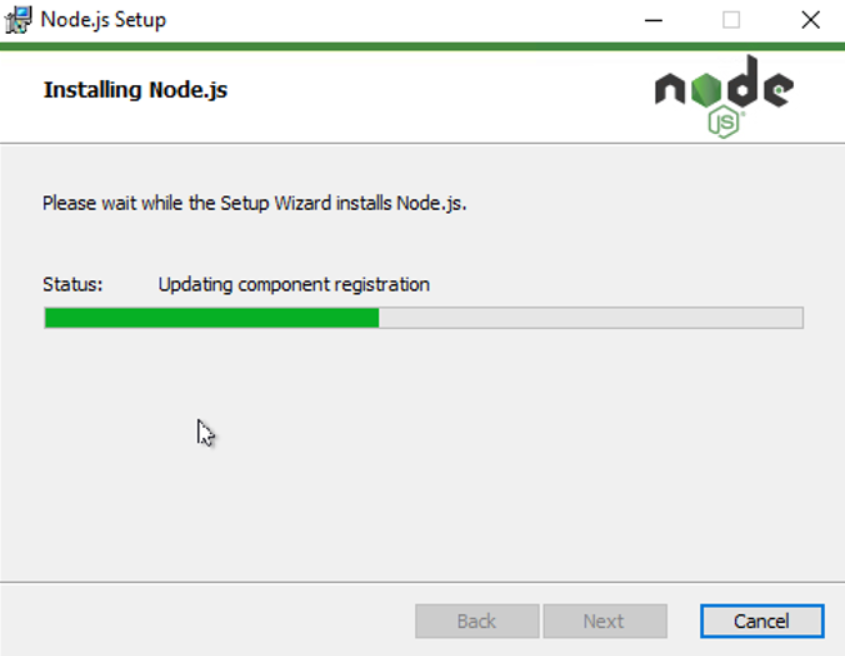 Node.js Setup
Installing Node.js
node
JS
Please wait while the Setup Wizard installs Node.js.
Status: Updating component registration
Back Next Cancel